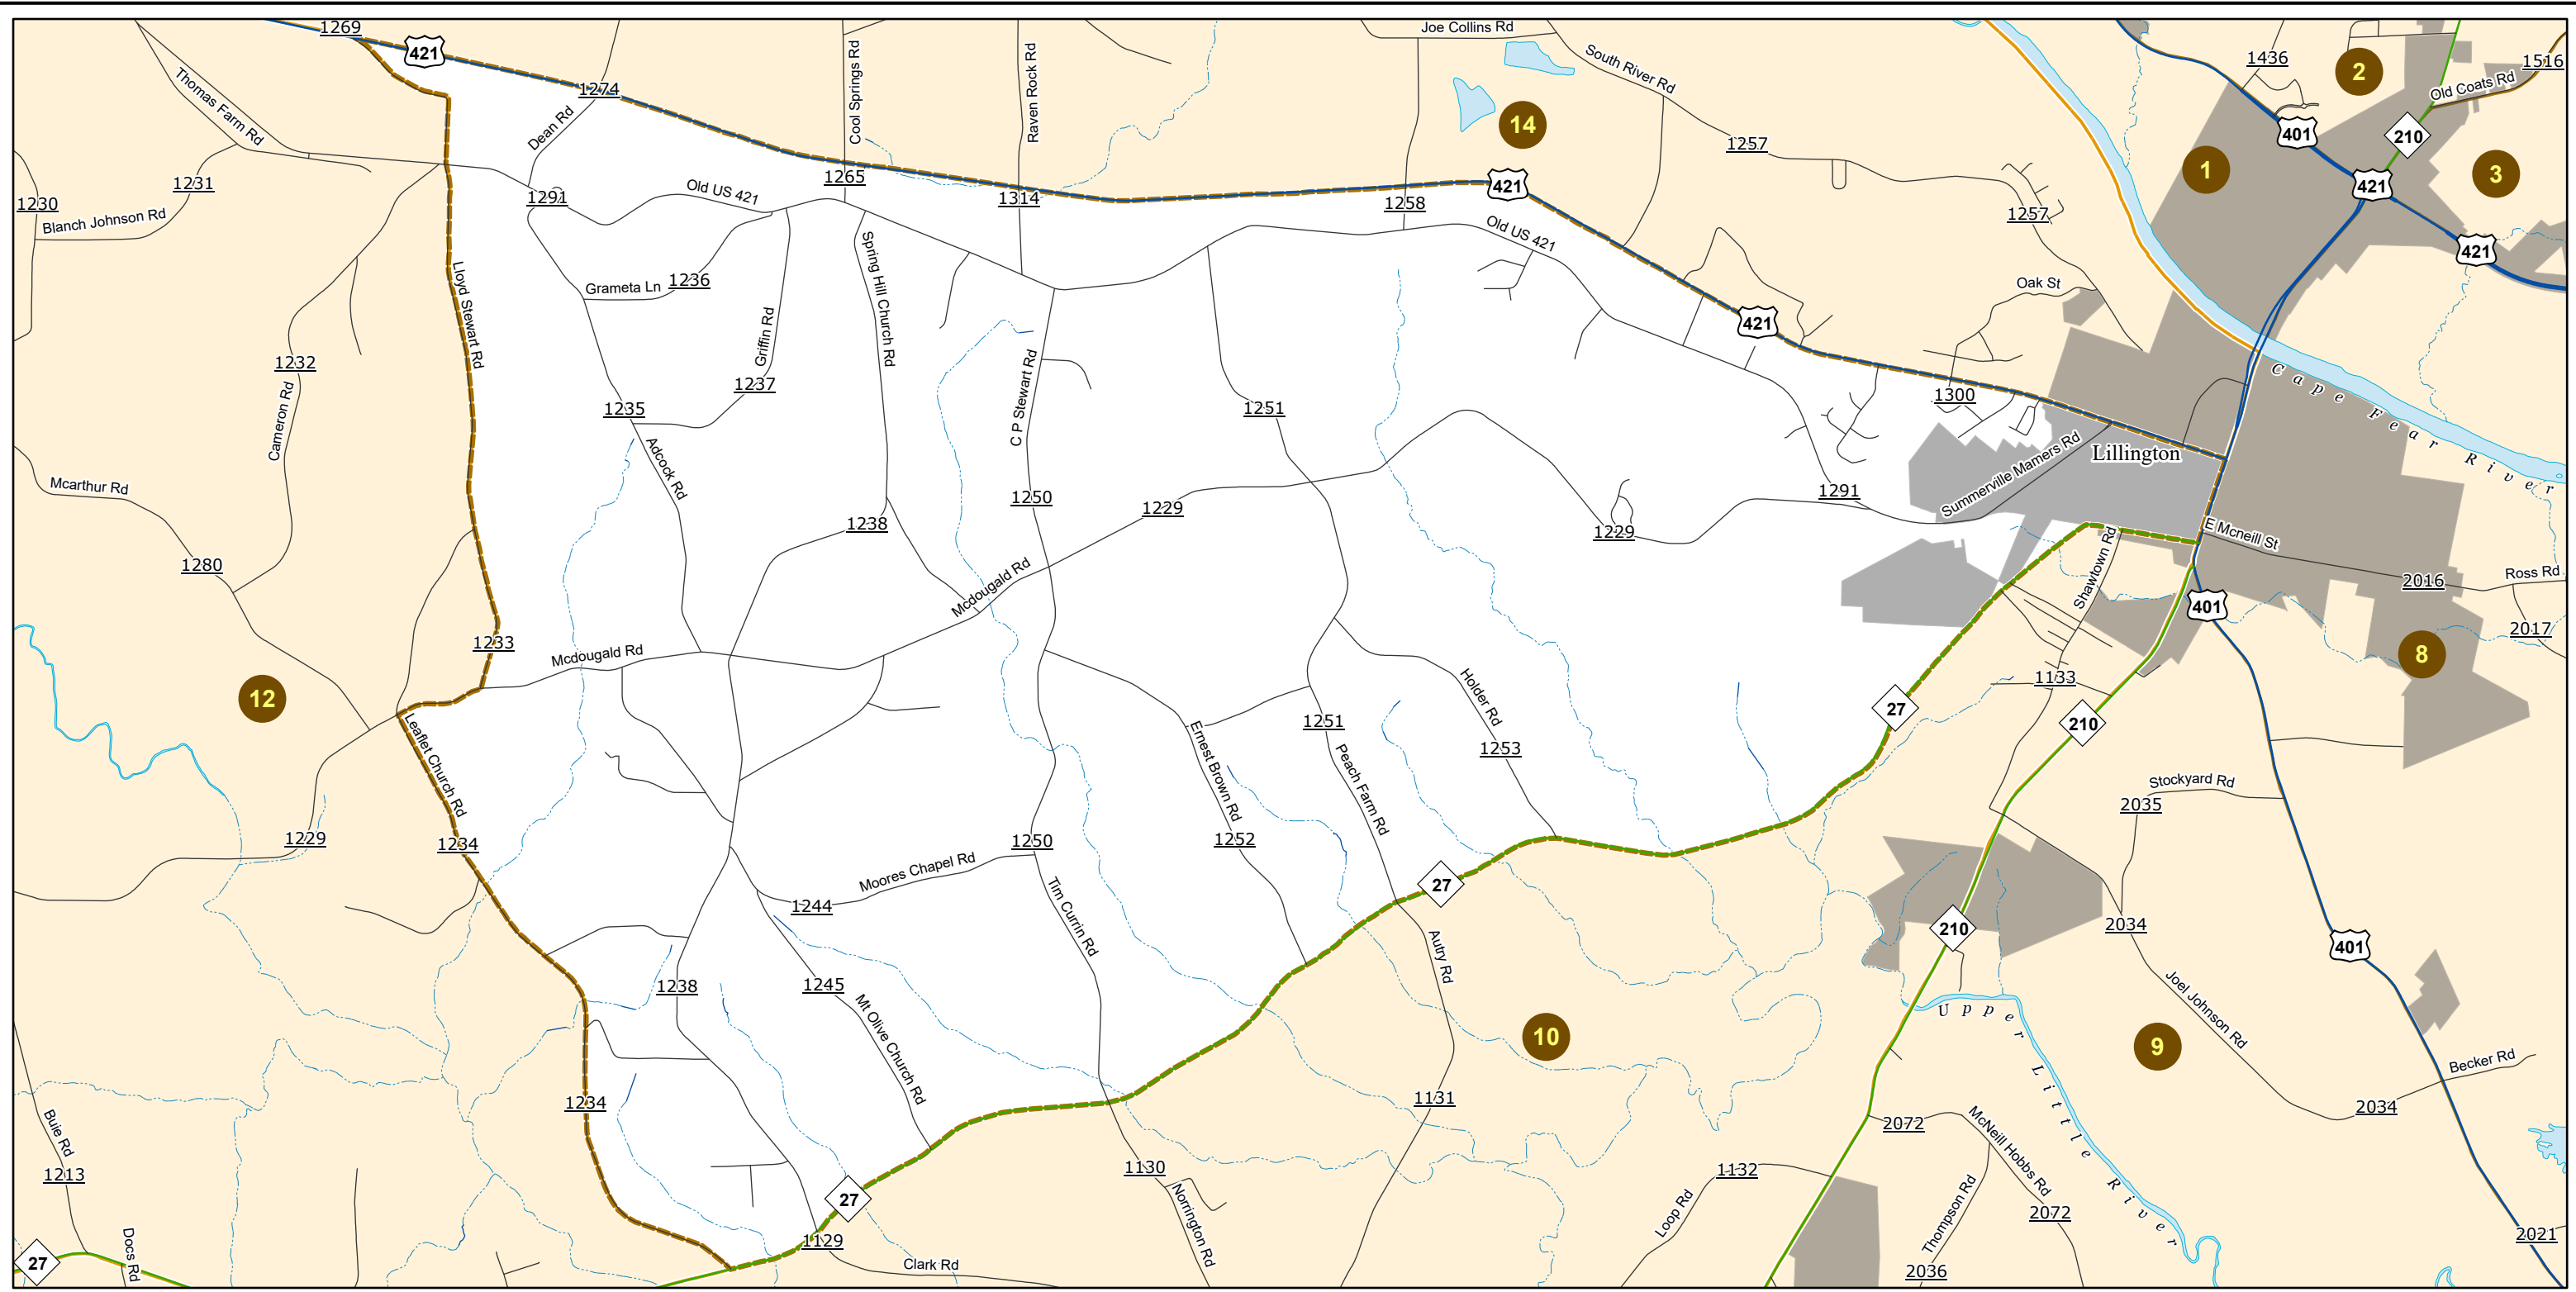 1269
421
Joe Collins Rd
South River Rd
1436
2
1516
Old Coats Rd
Thomas Farm Rd
1274
Dean Rd
Cool Springs Rd
Raven Rock Rd
14
1257
401
210
1
3
1231
1230
Blanch Johnson Rd
1291
Old US 421
1265
1314
1258
421
421
1257
Old US 421
421
Lloyd Stewart Rd
Grameta Ln
1236
Spring Hill Church Rd
Oak St
421
Griffin Rd
1232
Cameron Rd
1237
1235
C P Stewart Rd
1251
1300
Cape Fear River
Mcarthur Rd
Adcock Rd
1250
1229
1238
1229
1291
Summerville Mamers Rd
Lillington
E Mcneill St
1280
Mcdougald Rd
Shawtown Rd
2016
Ross Rd
401
2017
1233
Mcdougald Rd
8
12
1133
27
210
Leaflet Church Rd
Holder Rd
1253
1251
Ernest Brown Rd
Peach Farm Rd
Stockyard Rd
2035
1229
1234
1250
1252
Moores Chapel Rd
1244
27
Tim Currin Rd
Autry Rd
210
2034
401
1238
1245
Mt Olive Church Rd
Joel Johnson Rd
Upper Little River
10
9
Becker Rd
1234
1131
2034
Buie Rd
1213
2072
McNeill Hobbs Rd
1130
1132
Norrington Rd
Loop Rd
Thompson Rd
2072
27
2021
1129
Docs Rd
27
Clark Rd
2036